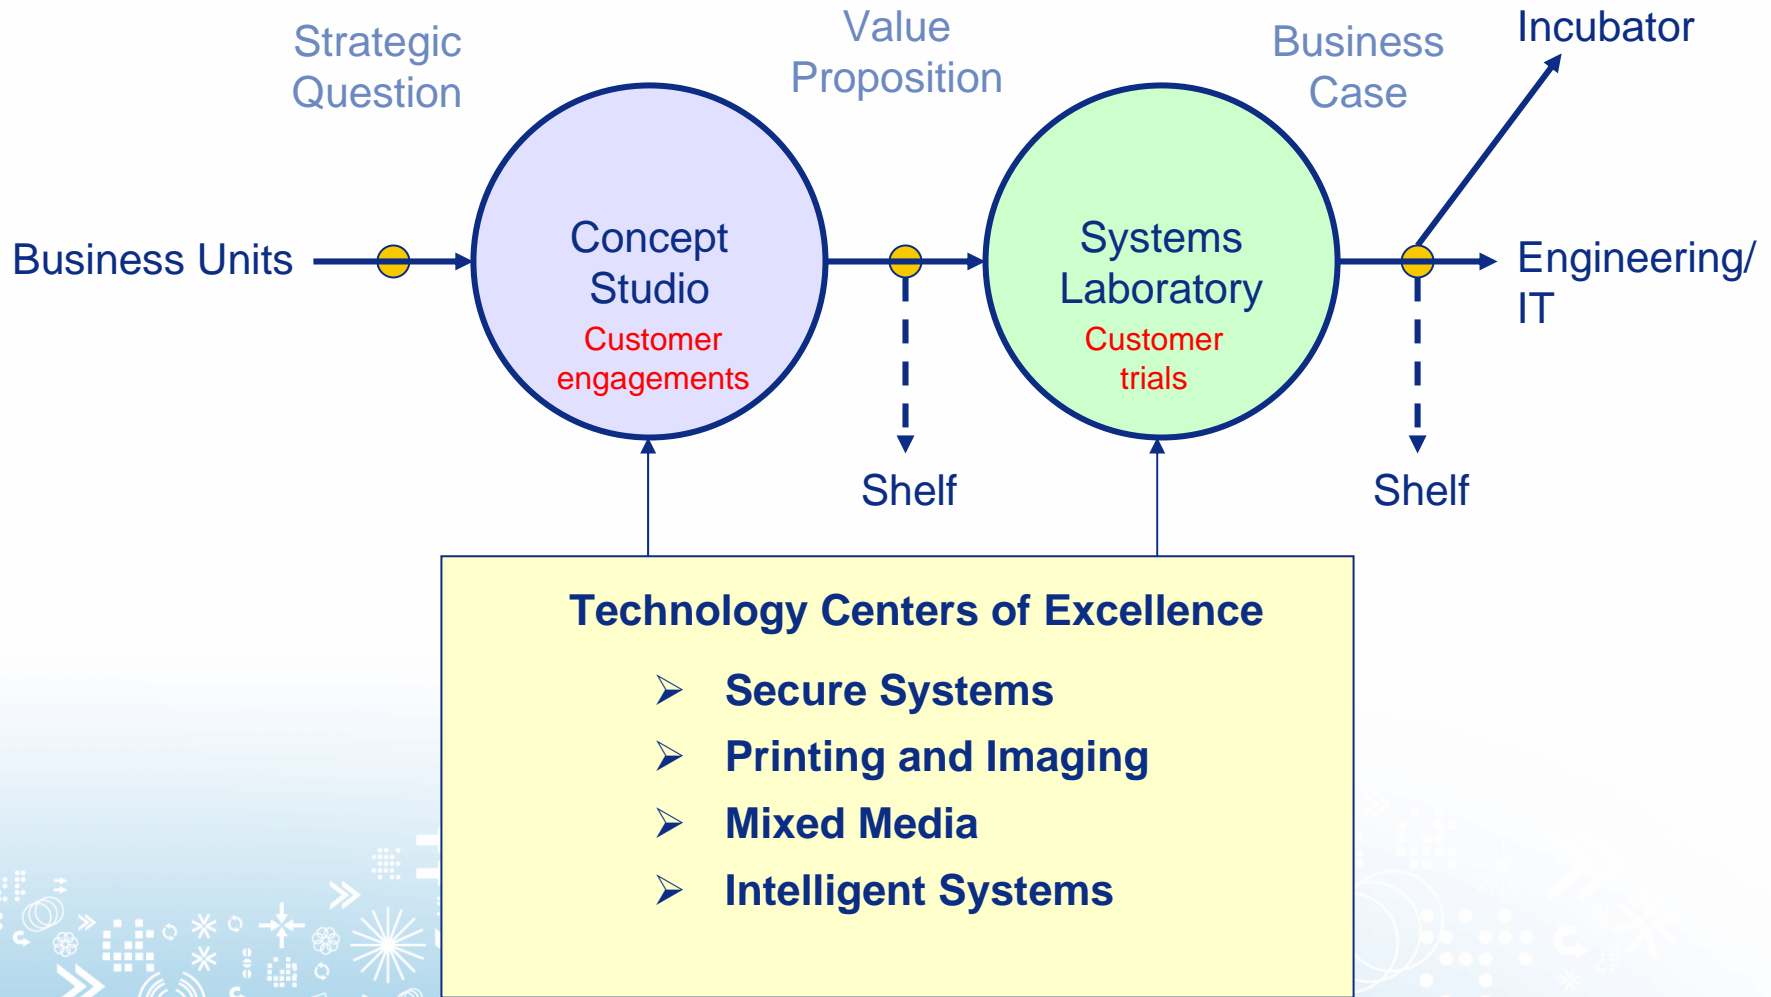 Strategic
Question
Value
Proposition
Business
Case
Incubator
Business Units
Concept
Studio
Customer
engagements
Systems
Laboratory
Customer
trials
Engineering/
IT
Shelf
Shelf
Technology Centers of Excellence
Secure Systems
Printing and Imaging
Mixed Media
Intelligent Systems